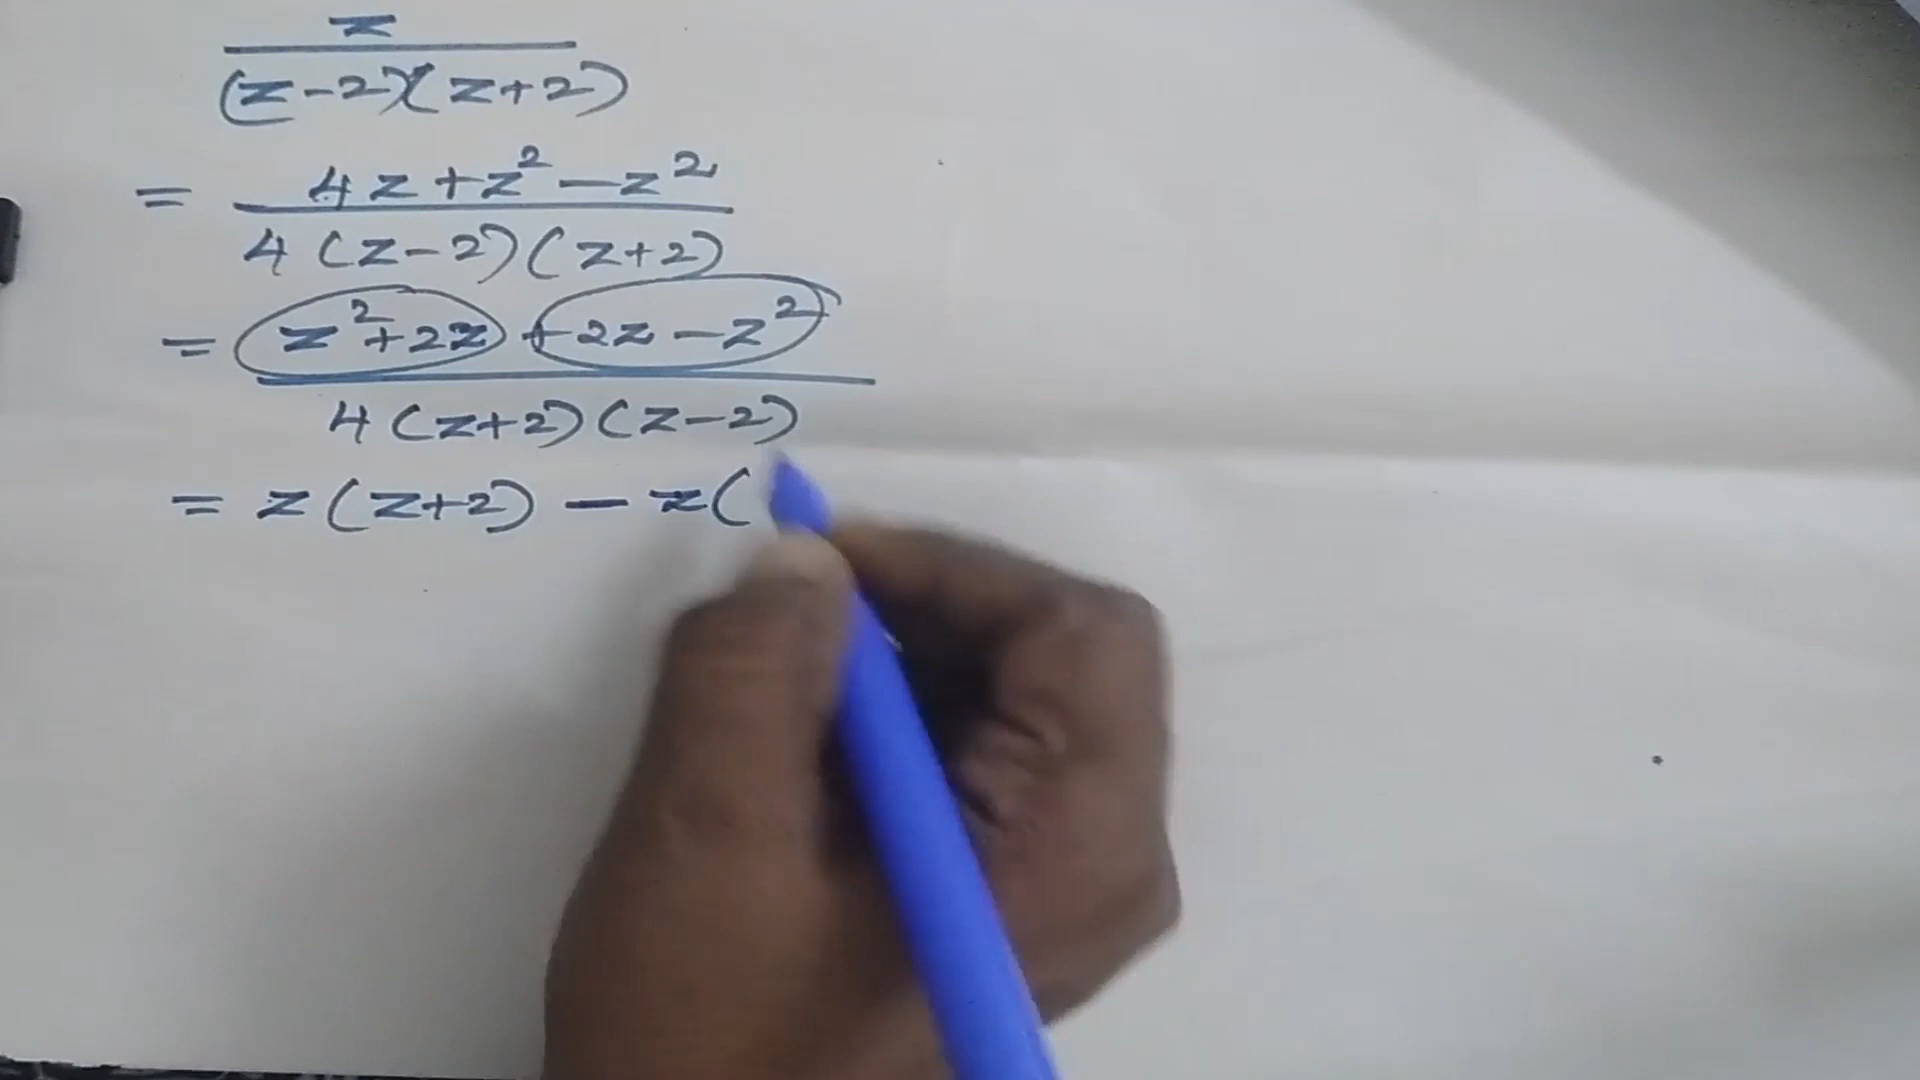 z
(z-2)(z+2)
= 4z+z²-z²
4(z-2)(z+2)
= z²+2z +2z-z²
4(z+2)(z-2)
= z(z+2) - z(